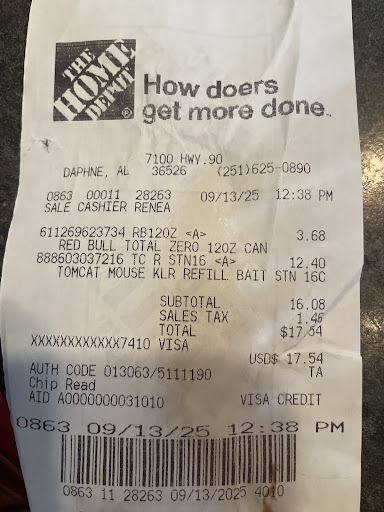 THE
HOME
DEPOT
®
How doers
get more done™
7100 HWY.90
DAPHNE, AL 36526 (251)625-0890
0863 00011 28263 09/13/25 12:38 PM
SALE CASHIER RENEA
611269623734 RB12OZ <A> 3.68
RED BULL TOTAL ZERO 12OZ CAN
888603037216 TC R STN16 <A> 12.40
TOMCAT MOUSE KLR REFILL BAIT STN 16C
SUBTOTAL 16.08
SALES TAX 1.46
TOTAL $17.54
XXXXXXXXXXXX7410 VISA
USD$ 17.54
AUTH CODE 013063/5111190 TA
Chip Read
AID A0000000031010 VISA CREDIT
0863 09/13/25 12:38 PM
0863 11 28263 09/13/2025 4010